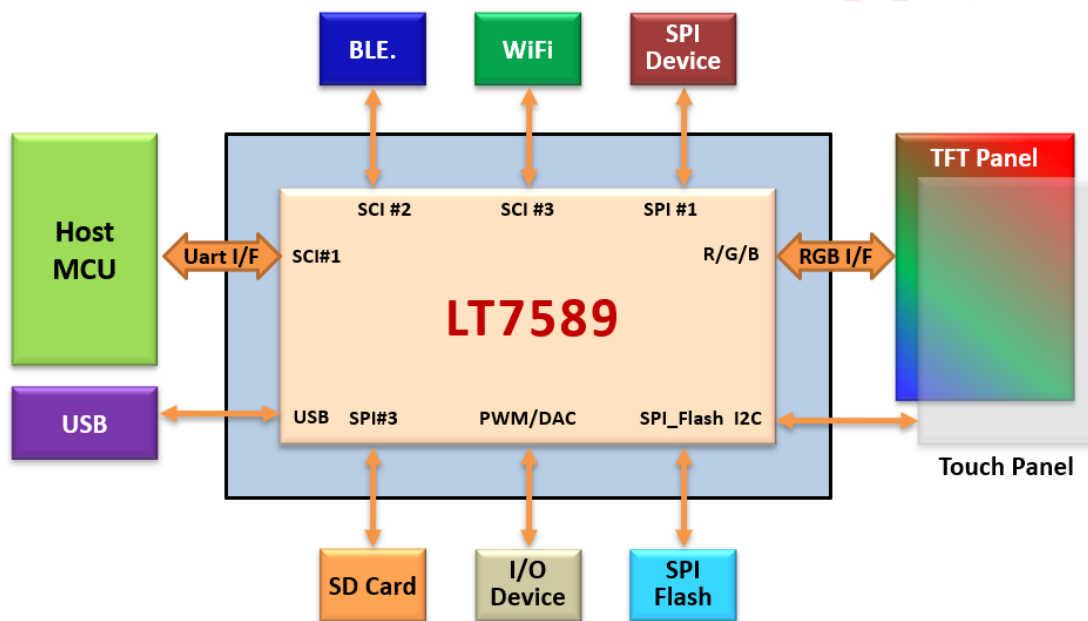 BLE.
WiFi
SPI
Device
TFT Panel
SCI #2
SCI #3
SPI #1
Host
MCU
Uart I/F
SCI#1
R/G/B
RGB I/F
LT7589
USB
USB
SPI#3
PWM/DAC
SPI_Flash
I2C
Touch Panel
SD Card
I/O
Device
SPI
Flash